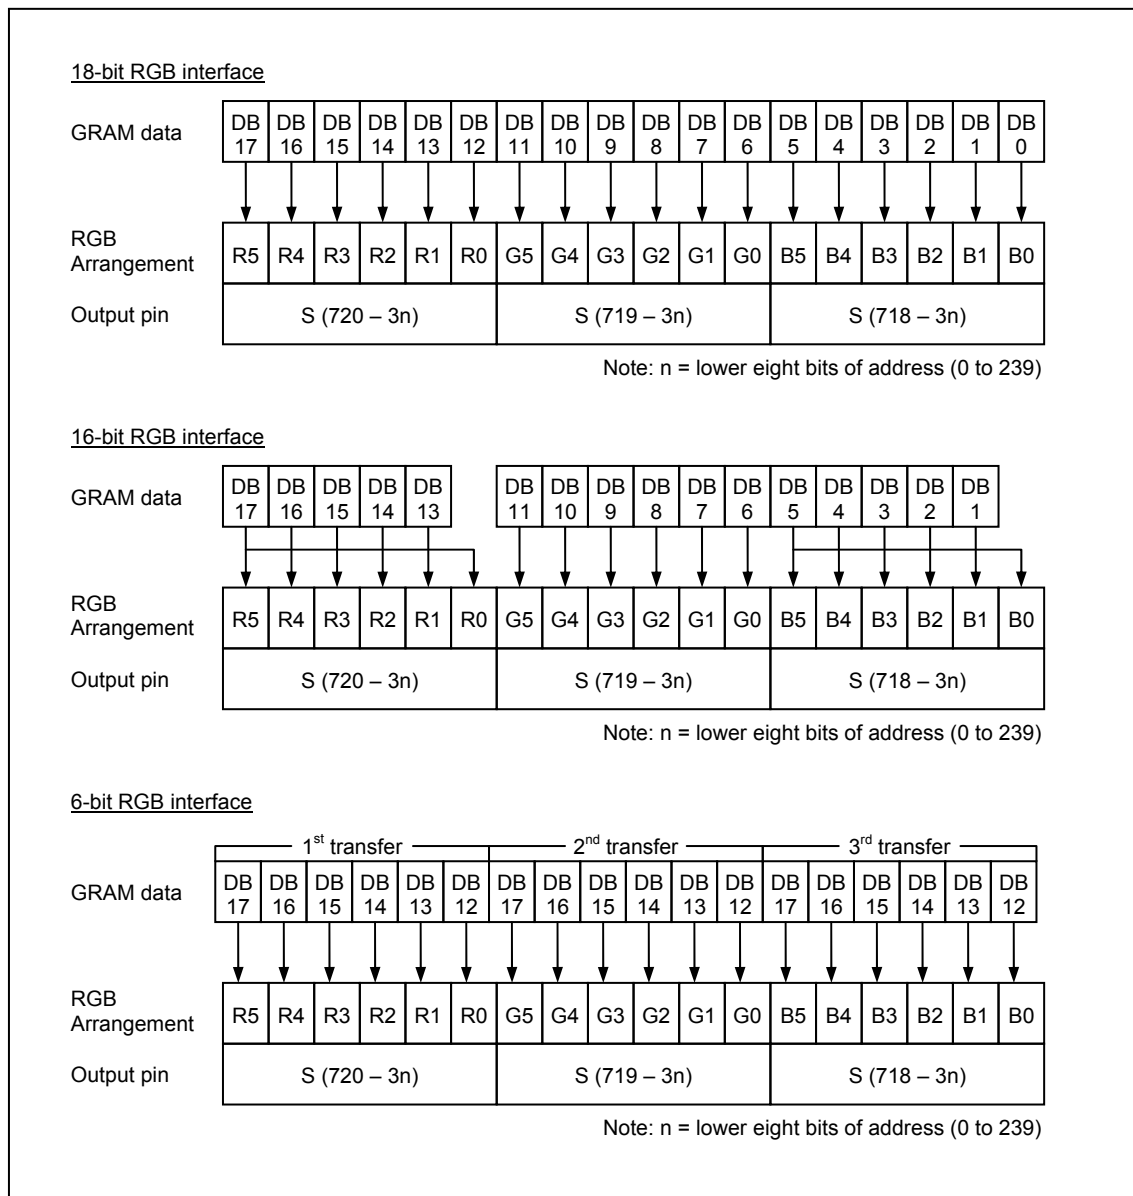 18-bit RGB interface
GRAM data
DB 17 DB 16 DB 15 DB 14 DB 13 DB 12 DB 11 DB 10 DB 9 DB 8 DB 7 DB 6 DB 5 DB 4 DB 3 DB 2 DB 1 DB 0
RGB Arrangement
R5 R4 R3 R2 R1 R0 G5 G4 G3 G2 G1 G0 B5 B4 B3 B2 B1 B0
Output pin
S (720 – 3n) S (719 – 3n) S (718 – 3n)
Note: n = lower eight bits of address (0 to 239)
16-bit RGB interface
GRAM data
DB 17 DB 16 DB 15 DB 14 DB 13 DB 11 DB 10 DB 9 DB 8 DB 7 DB 6 DB 5 DB 4 DB 3 DB 2 DB 1
RGB Arrangement
R5 R4 R3 R2 R1 R0 G5 G4 G3 G2 G1 G0 B5 B4 B3 B2 B1 B0
Output pin
S (720 – 3n) S (719 – 3n) S (718 – 3n)
Note: n = lower eight bits of address (0 to 239)
6-bit RGB interface
1st transfer 2nd transfer 3rd transfer
GRAM data
DB 17 DB 16 DB 15 DB 14 DB 13 DB 12 DB 17 DB 16 DB 15 DB 14 DB 13 DB 12 DB 17 DB 16 DB 15 DB 14 DB 13 DB 12
RGB Arrangement
R5 R4 R3 R2 R1 R0 G5 G4 G3 G2 G1 G0 B5 B4 B3 B2 B1 B0
Output pin
S (720 – 3n) S (719 – 3n) S (718 – 3n)
Note: n = lower eight bits of address (0 to 239)